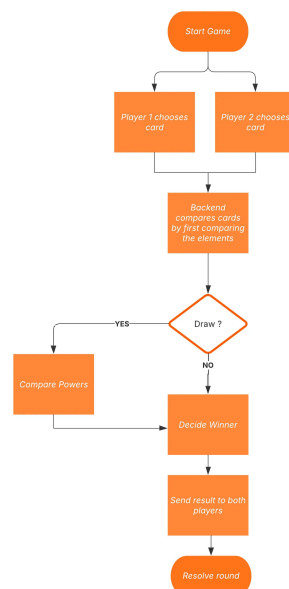 Start Game
Player 1 chooses
card
Player 2 chooses
card
Backend
compares cards
by first comparing
the elements
Draw ?
YES
NO
Compare Powers
Decide Winner
Send result to both
players
Resolve round